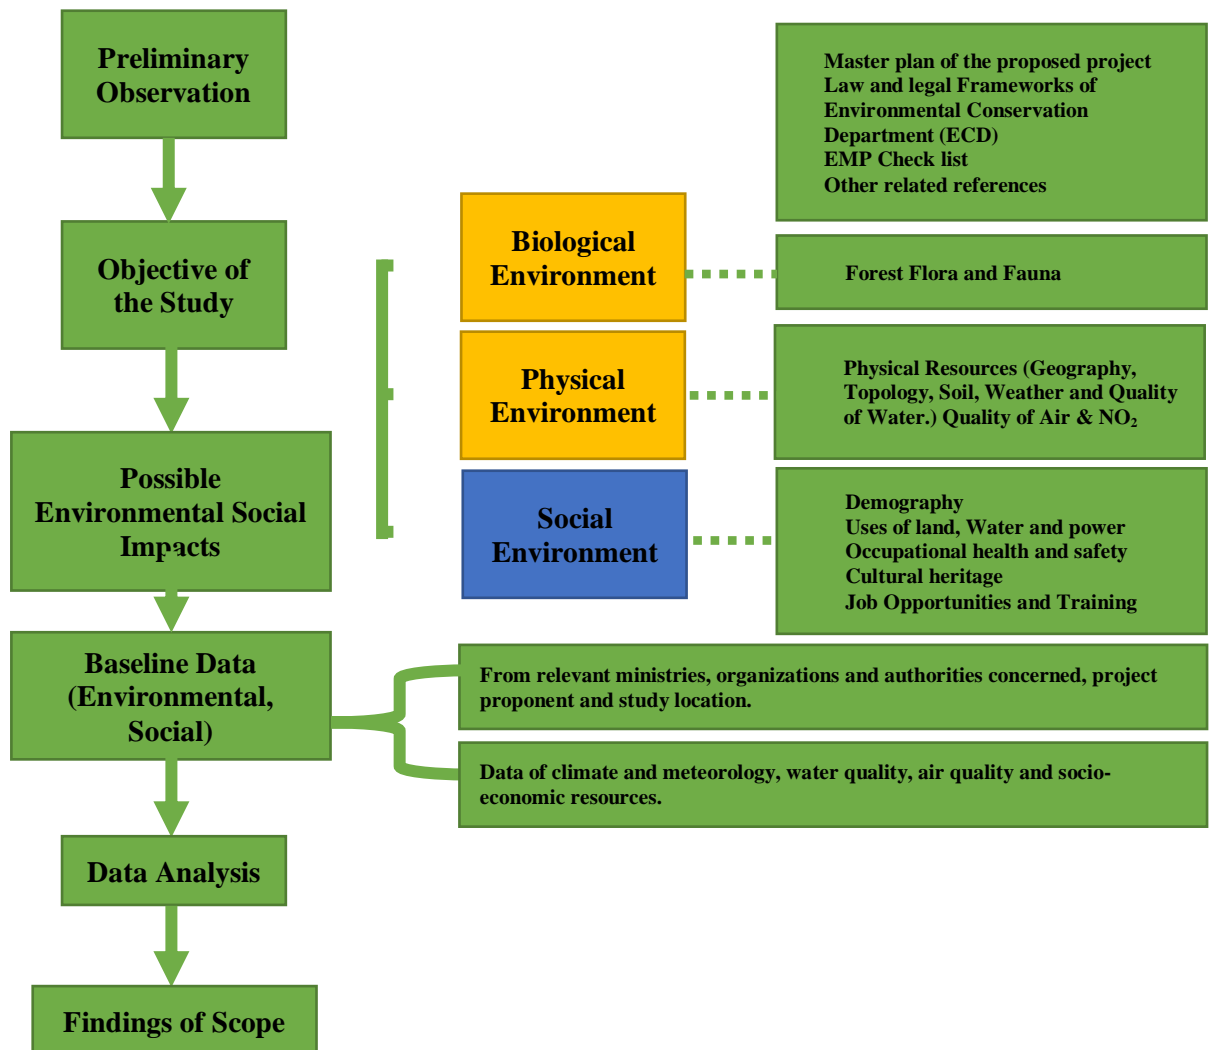 Preliminary
Observation
Master plan of the proposed project
Law and legal Frameworks of
Environmental Conservation
Department (ECD)
EMP Check list
Other related references
Objective of
the Study
Biological
Environment
Forest Flora and Fauna
Physical
Environment
Physical Resources (Geography,
Topology, Soil, Weather and Quality
of Water.) Quality of Air & NO₂
Possible
Environmental Social
Impacts
Social
Environment
Demography
Uses of land, Water and power
Occupational health and safety
Cultural heritage
Job Opportunities and Training
Baseline Data
(Environmental,
Social)
From relevant ministries, organizations and authorities concerned, project
proponent and study location.
Data of climate and meteorology, water quality, air quality and socio-
economic resources.
Data Analysis
Findings of Scope